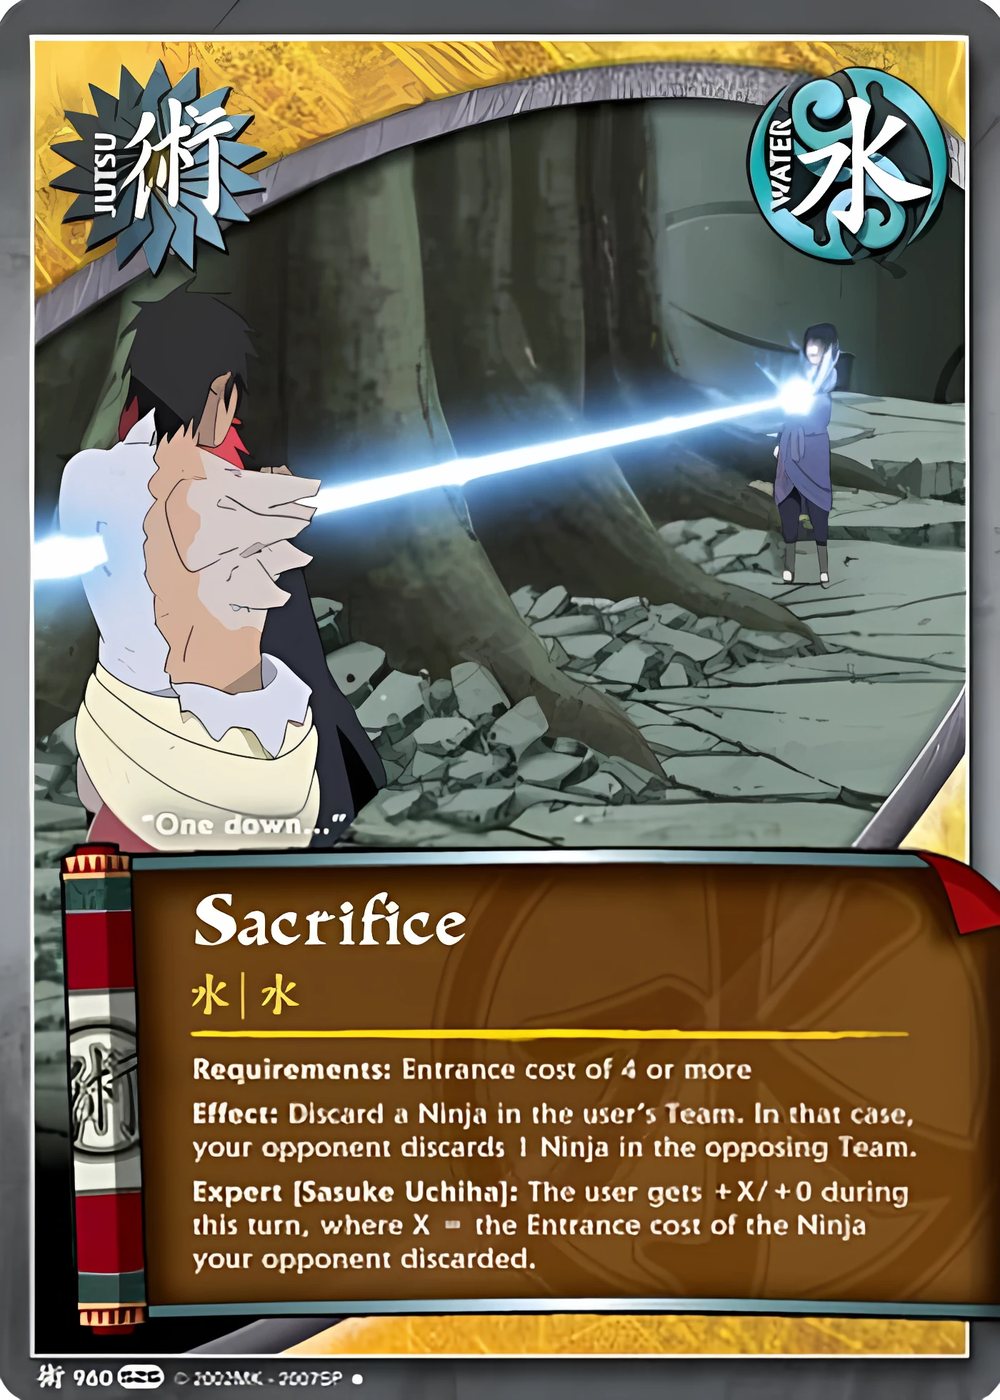 JUTSU
術
WATER
水
"One down..."
Sacrifice
水 | 水
術
Requirements: Entrance cost of 4 or more
Effect: Discard a Ninja in the user's Team. In that case,
your opponent discards 1 Ninja in the opposing Team.
Expert [Sasuke Uchiha]: The user gets +X/+0 during
this turn, where X = the Entrance cost of the Ninja
your opponent discarded.
術 960 © 2002MK - 2007SP